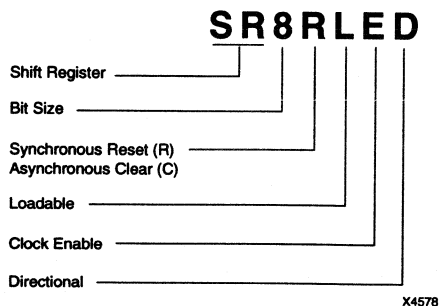 SR8RLED
Shift Register
Bit Size
Synchronous Reset (R)
Asynchronous Clear (C)
Loadable
Clock Enable
Directional
X4578